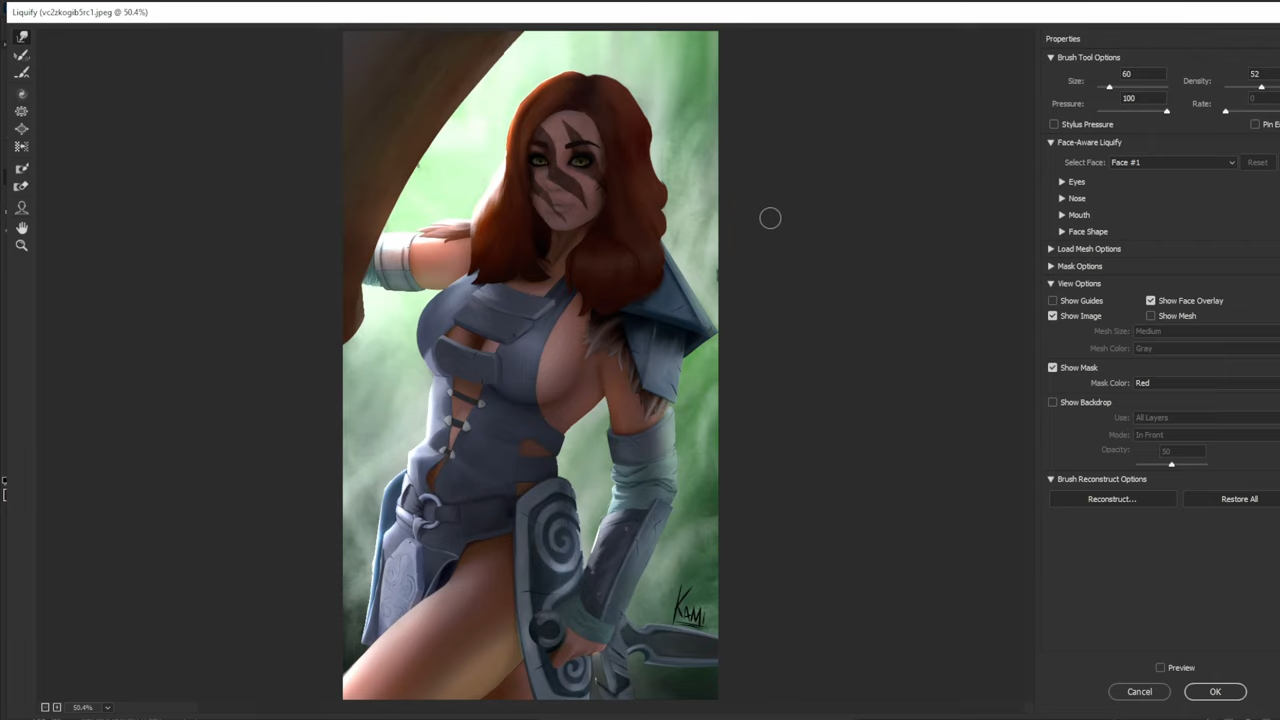 Liquify (vc2zkogib5rc1.jpeg @ 50.4%)
Properties
Brush Tool Options
Size: 60 Density: 52
Pressure: 100 Rate: 0
Stylus Pressure Pin E
Face-Aware Liquify
Select Face: Face #1 Reset
Eyes
Nose
Mouth
Face Shape
Load Mesh Options
Mask Options
View Options
Show Guides Show Face Overlay
Show Image Show Mesh
Mesh Size: Medium
Mesh Color: Gray
Show Mask
Mask Color: Red
Show Backdrop
Use: All Layers
Mode: In Front
Opacity: 50
Brush Reconstruct Options
Reconstruct... Restore All
KAMI
Preview
Cancel OK
50.4%